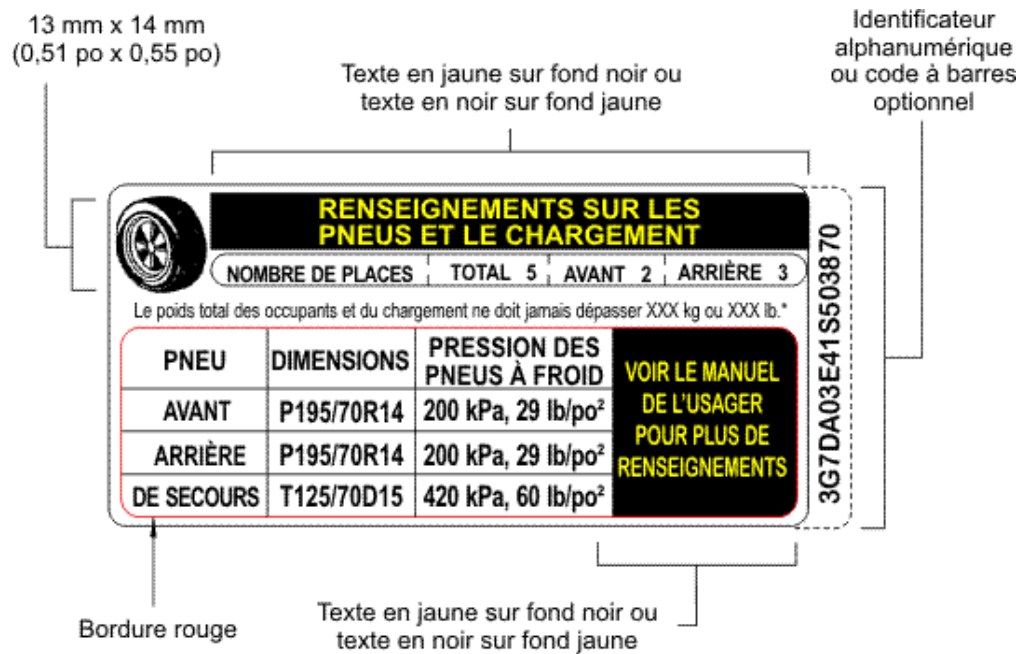 13 mm x 14 mm
(0,51 po x 0,55 po)
Texte en jaune sur fond noir ou
texte en noir sur fond jaune
Identificateur
alphanumérique
ou code à barres
optionnel
RENSEIGNEMENTS SUR LES
PNEUS ET LE CHARGEMENT
NOMBRE DE PLACES TOTAL 5 AVANT 2 ARRIÈRE 3
Le poids total des occupants et du chargement ne doit jamais dépasser XXX kg ou XXX lb.*
PNEU DIMENSIONS PRESSION DES
PNEUS À FROID
AVANT P195/70R14 200 kPa, 29 lb/po²
ARRIÈRE P195/70R14 200 kPa, 29 lb/po²
DE SECOURS T125/70D15 420 kPa, 60 lb/po²
VOIR LE MANUEL
DE L'USAGER
POUR PLUS DE
RENSEIGNEMENTS
3G7DA03E41S503870
Bordure rouge
Texte en jaune sur fond noir ou
texte en noir sur fond jaune